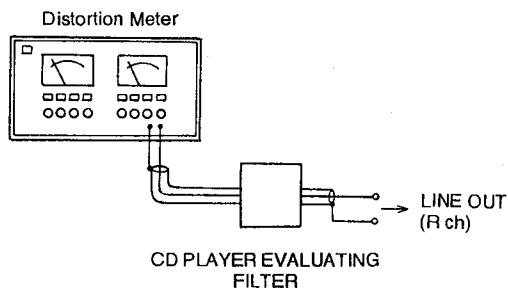 Distortion Meter
LINE OUT
(R ch)
CD PLAYER EVALUATING
FILTER